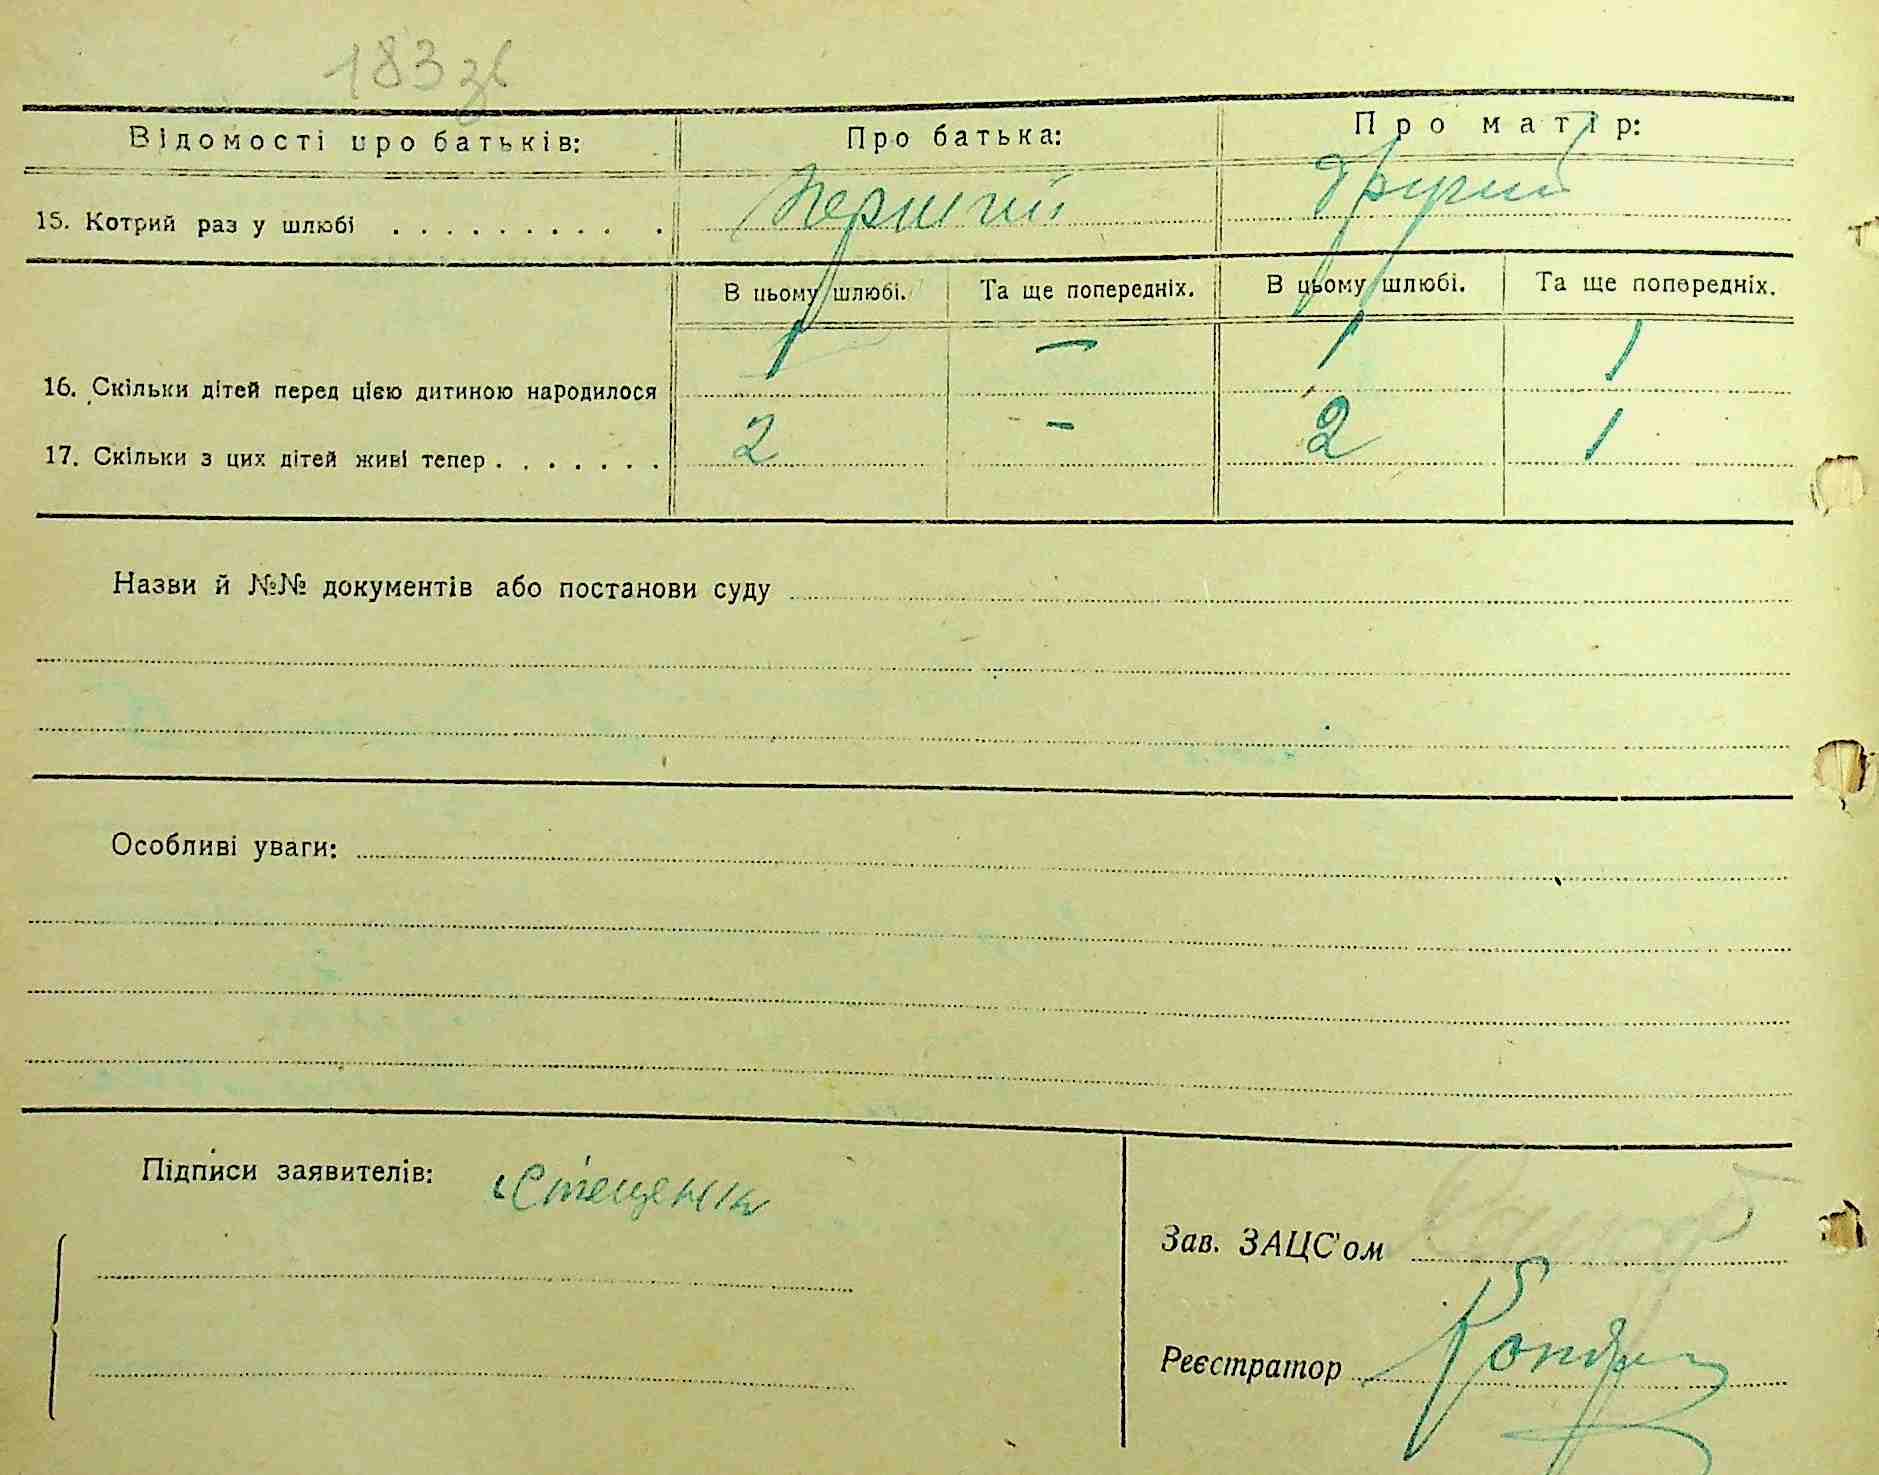 183 зв
Відомості про батьків: Про батька: Про матір:
15. Котрий раз у шлюбі . . . . . . . . . . Перший Другий
В цьому шлюбі. Та ще попередніх. В цьому шлюбі. Та ще попередніх.
16. Скільки дітей перед цією дитиною народилося 1 – 1 1
17. Скільки з цих дітей живі тепер . . . . . . . 2 – 2 1
Назви й №№ документів або постанови суду
Особливі уваги:
Підписи заявителів:
Зав. ЗАЦС'ом
Реєстратор